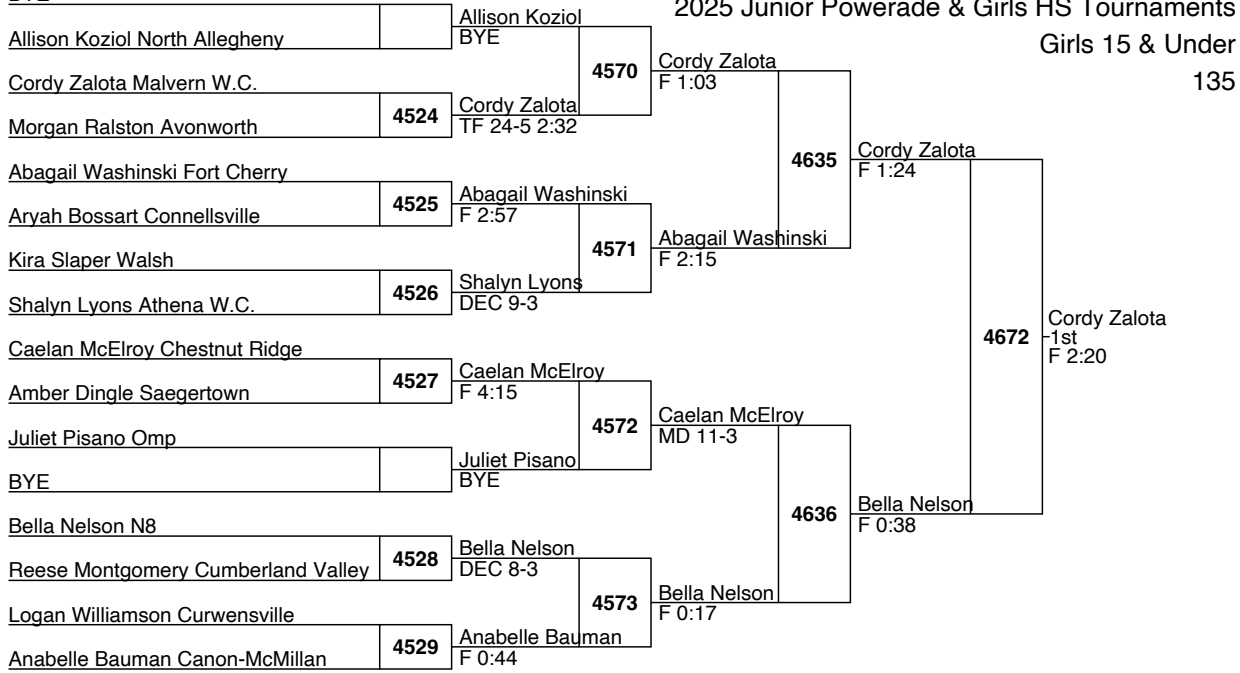 BYE
2025 Junior Powerade & Girls HS Tournaments
Girls 15 & Under
135
Allison Koziol North Allegheny
Cordy Zalota Malvern W.C.
Morgan Ralston Avonworth
Abagail Washinski Fort Cherry
Aryah Bossart Connellsville
Kira Slaper Walsh
Shalyn Lyons Athena W.C.
Caelan McElroy Chestnut Ridge
Amber Dingle Saegertown
Juliet Pisano Omp
BYE
Bella Nelson N8
Reese Montgomery Cumberland Valley
Logan Williamson Curwensville
Anabelle Bauman Canon-McMillan
4524
4525
4526
4527
4528
4529
Allison Koziol
BYE
Cordy Zalota
TF 24-5 2:32
Abagail Washinski
F 2:57
Shalyn Lyons
DEC 9-3
Caelan McElroy
F 4:15
Juliet Pisano
BYE
Bella Nelson
DEC 8-3
Anabelle Bauman
F 0:44
4570
4571
4572
4573
Cordy Zalota
F 1:03
Abagail Washinski
F 2:15
Caelan McElroy
MD 11-3
Bella Nelson
F 0:17
4635
4636
Cordy Zalota
F 1:24
Bella Nelson
F 0:38
4672
Cordy Zalota
1st
F 2:20